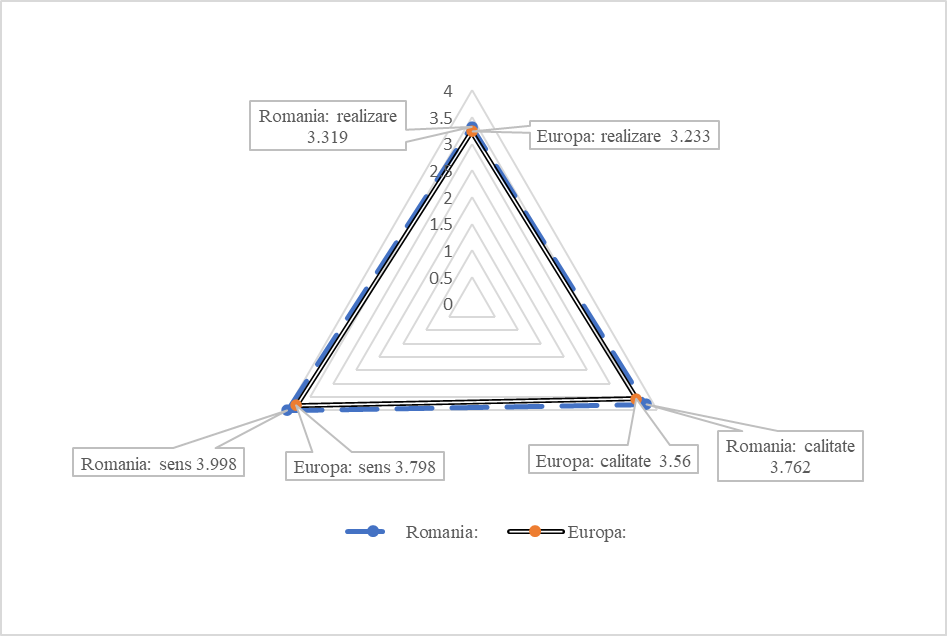 4
Romania: realizare
3.319
3.5
Europa: realizare 3.233
3
2.5
2
1.5
1
0.5
0
Romania: sens 3.998
Europa: sens 3.798
Europa: calitate 3.56
Romania: calitate
3.762
Romania:
Europa: